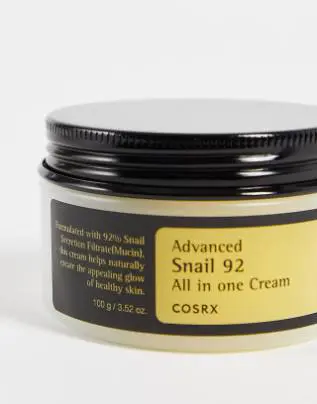 Formulated with 92% Snail
Secretion Filtrate(Mucin),
this cream helps naturally
create the appealing glow
of healthy skin.
100 g / 3.52 oz.
Advanced
Snail 92
All in one Cream
COSRX